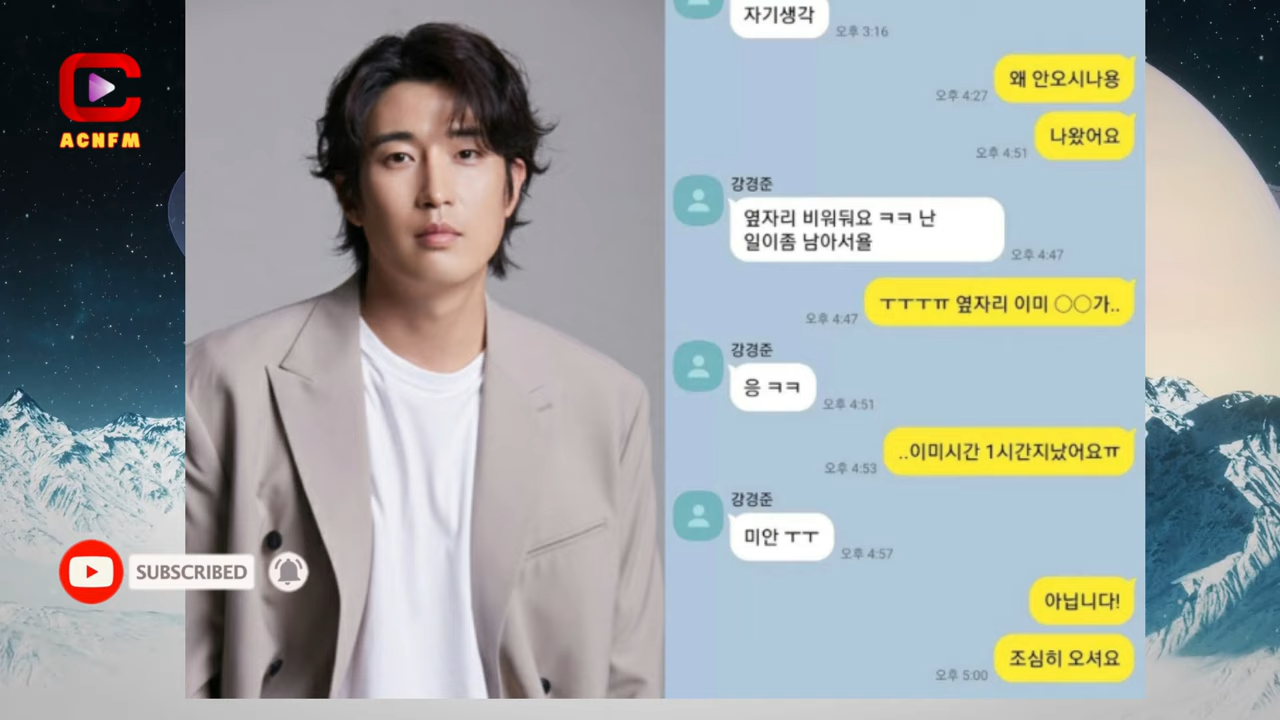 ACNFM
SUBSCRIBED
자기생각
오후 3:16
왜 안오시나용
오후 4:27
나왔어요
오후 4:51
강경준
옆자리 비워둬요 ㅋㅋ 난
일이좀 남아서욜
오후 4:47
ㅜㅜㅜㅠ 옆자리 이미 ○○가..
오후 4:47
강경준
응 ㅋㅋ
오후 4:51
..이미시간 1시간지났어요ㅠ
오후 4:53
강경준
미안 ㅜㅜ
오후 4:57
아닙니다!
조심히 오셔요
오후 5:00